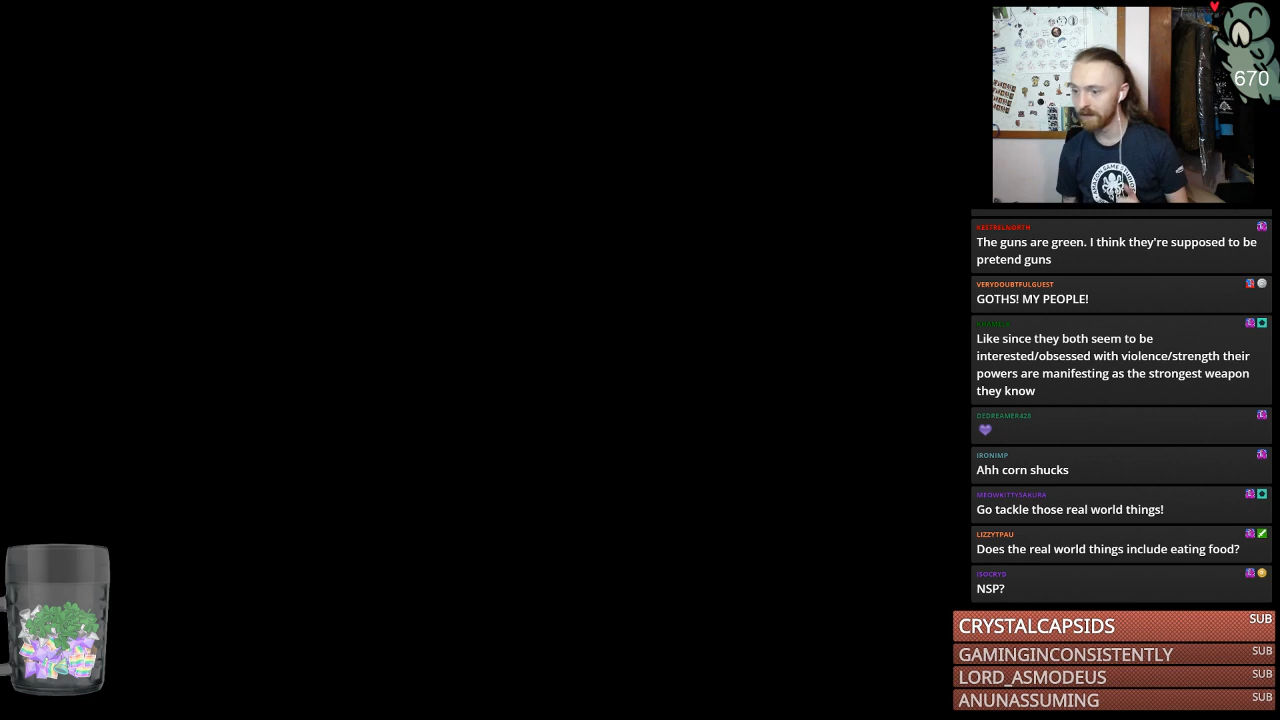 670
KESTRELNORTH
The guns are green. I think they're supposed to be
pretend guns
VERYDOUBTFULGUEST
GOTHS! MY PEOPLE!
Like since they both seem to be
interested/obsessed with violence/strength their
powers are manifesting as the strongest weapon
they know
DEDREAMER428
IRONIMP
Ahh corn shucks
MEOWKITTYSAKURA
Go tackle those real world things!
LIZZYTPAU
Does the real world things include eating food?
ISOCRYD
NSP?
CRYSTALCAPSIDS SUB
GAMINGINCONSISTENTLY SUB
LORD_ASMODEUS SUB
ANUNASSUMING SUB